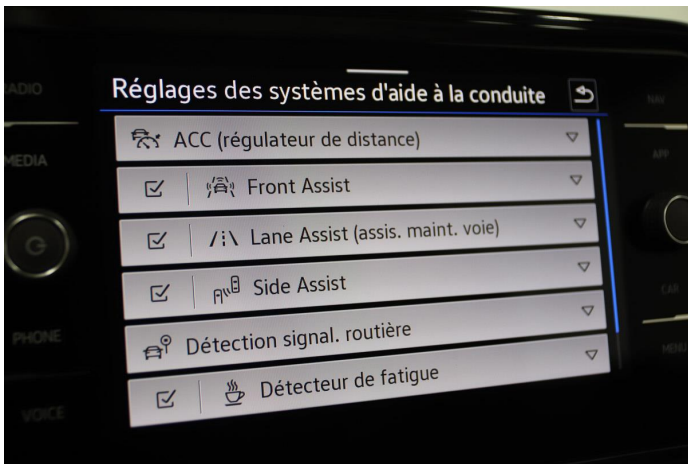 RADIO
MEDIA
PHONE
VOICE
Réglages des systèmes d'aide à la conduite
ACC (régulateur de distance)
Front Assist
Lane Assist (assis. maint. voie)
Side Assist
Détection signal. routière
Détecteur de fatigue
NAV
APP
CAR
MENU